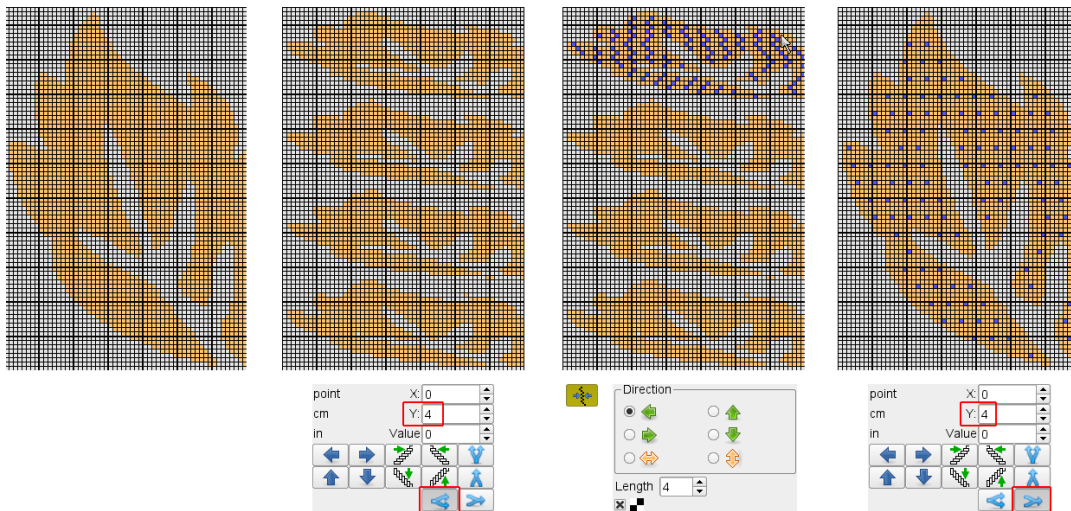 point X: 0
cm Y: 4
in Value 0
Direction
Length 4
point X: 0
cm Y: 4
in Value 0